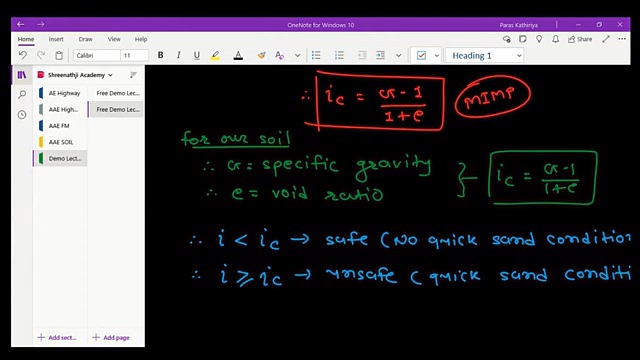 OneNote for Windows 10
Paras Kathiriya
Home Insert Draw View Help Share
Calibri 11 B I U A Heading 1
Shreenathji Academy
AE Highway
AAE High...
AAE FM
AAE SOIL
Demo Lect...
Free Demo Lec...
Free Demo Lec...
+ Add sect...
+ Add page
∴ ic = G-1 / 1+e MIMP
for our soil
∴ G = specific gravity
∴ e = void ratio
ic = G-1 / 1+e
∴ i < ic → safe (No quick sand condition
∴ i ⩾ ic → unsafe ( quick sand conditi